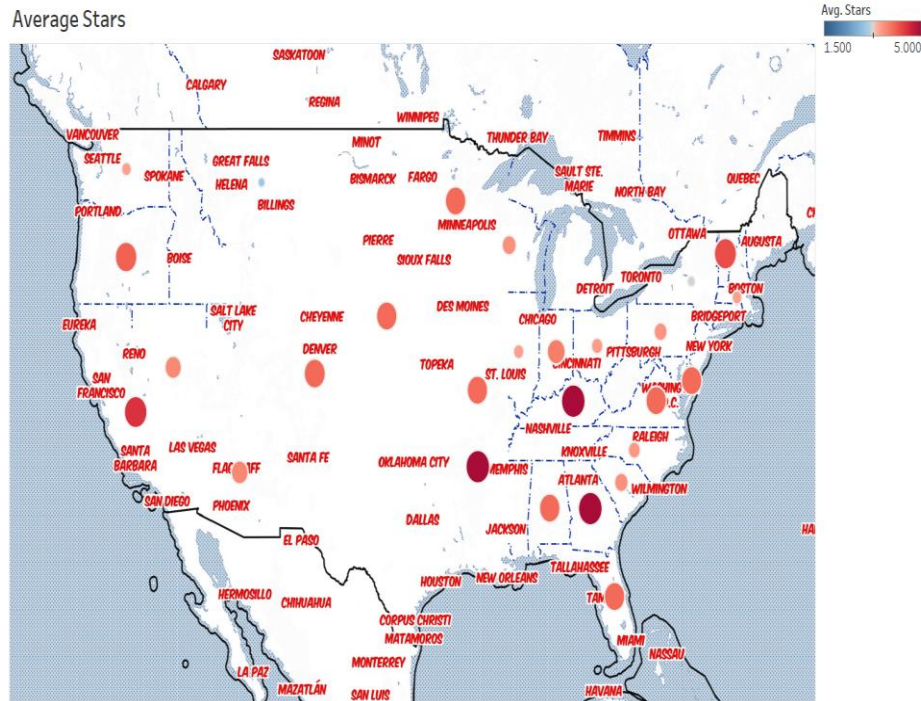 Average Stars
Avg. Stars
1.500 5.000
SASKATOON
CALGARY
REGINA
WINNIPEG
VANCOUVER
THUNDER BAY
TIMMINS
MINOT
SEATTLE
GREAT FALLS
SPOKANE
HELENA
BISMARCK
FARGO
SAULT STE.
MARIE
NORTH BAY
QUEBEC
BILLINGS
PORTLAND
MINNEAPOLIS
OTTAWA
AUGUSTA
PIERRE
BOISE
SIOUX FALLS
TORONTO
DETROIT
BOSTON
SALT LAKE
CITY
CHEYENNE
DES MOINES
CHICAGO
BRIDGEPORT
EUREKA
RENO
DENVER
TOPEKA
ST. LOUIS
CINCINNATI
PITTSBURGH
NEW YORK
SAN
FRANCISCO
WASHING
D.C.
NASHVILLE
RALEIGH
SANTA
BARBARA
LAS VEGAS
SANTA FE
OKLAHOMA CITY
MEMPHIS
KNOXVILLE
ATLANTA
WILMINGTON
SAN DIEGO
PHOENIX
DALLAS
JACKSON
EL PASO
TALLAHASSEE
HOUSTON
NEW ORLEANS
HERMOSILLO
CHIHUAHUA
CORPUS CHRISTI
MATAMOROS
MIAMI
NASSAU
MONTERREY
LA PAZ
MAZATLÁN
SAN LUIS
HAVANA